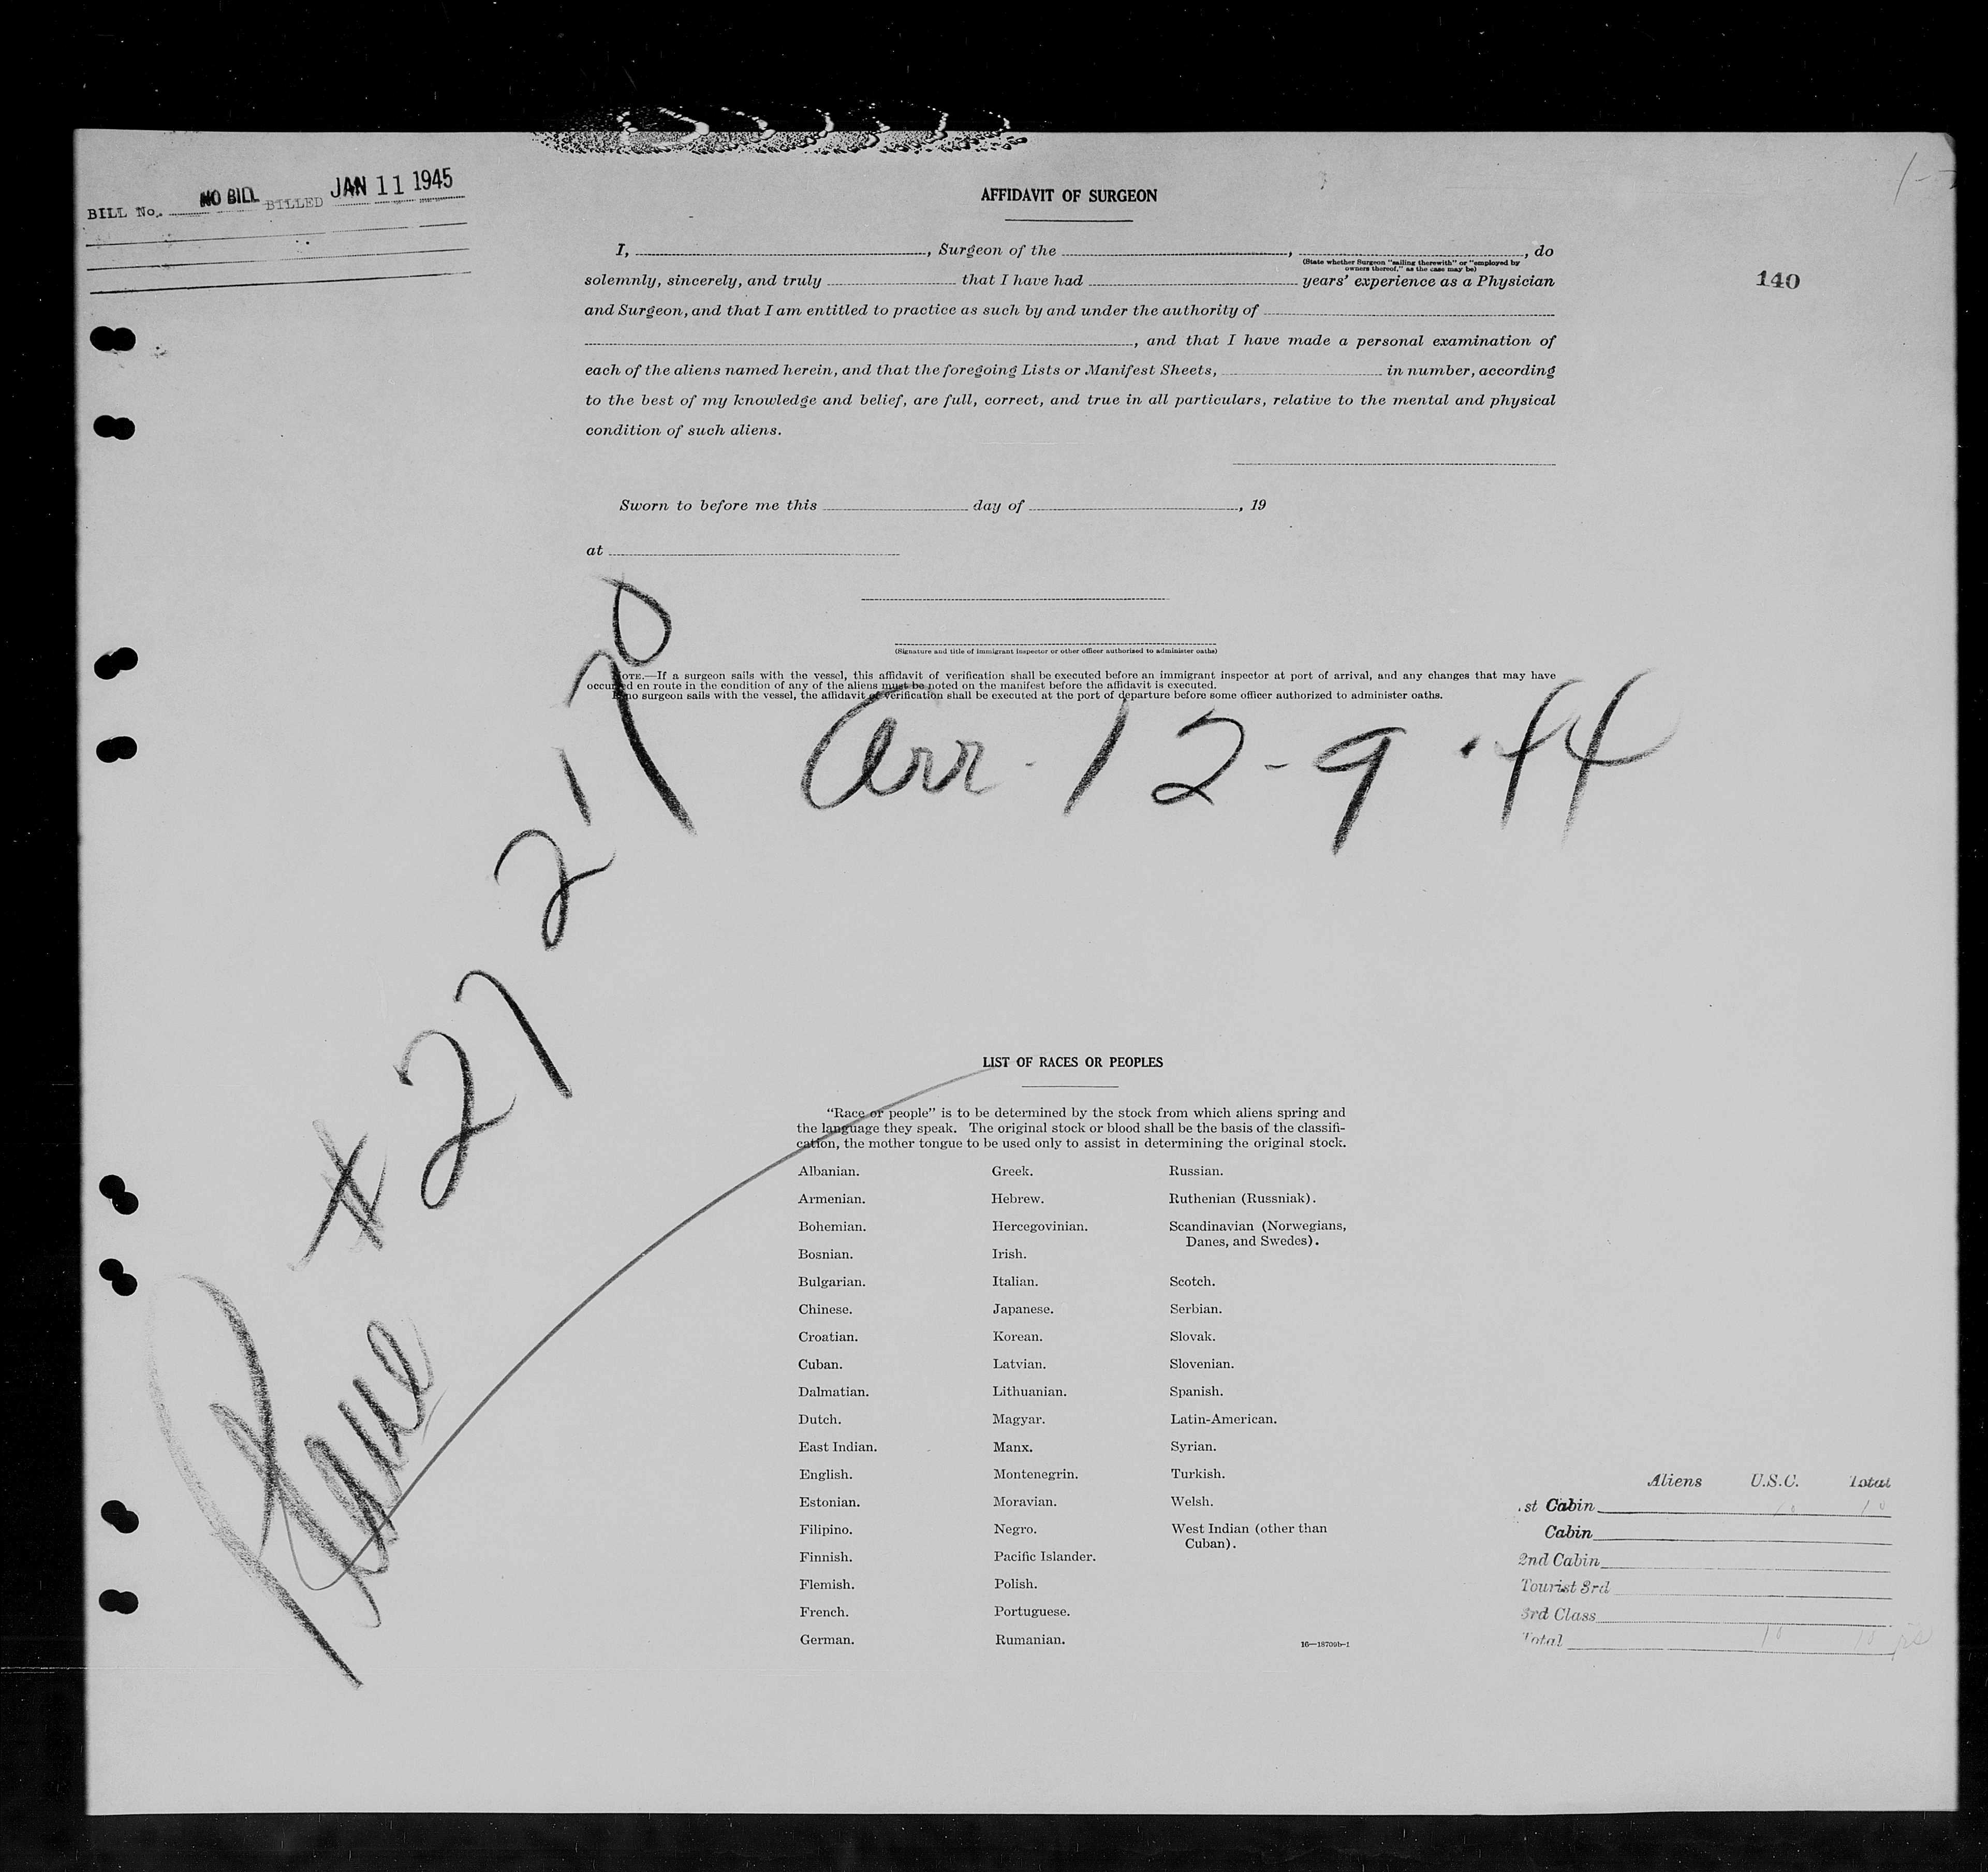 BILL No. NO BILL BILLED JAN 11 1945
AFFIDAVIT OF SURGEON
140
I, , Surgeon of the , , do
(State whether Surgeon "sailing therewith" or "employed by
owners thereof," as the case may be)
solemnly, sincerely, and truly that I have had years' experience as a Physician
and Surgeon, and that I am entitled to practice as such by and under the authority of
, and that I have made a personal examination of
each of the aliens named herein, and that the foregoing Lists or Manifest Sheets, in number, according
to the best of my knowledge and belief, are full, correct, and true in all particulars, relative to the mental and physical
condition of such aliens.
Sworn to before me this day of , 19
at
(Signature and title of immigrant inspector or other officer authorized to administer oaths)
NOTE.—If a surgeon sails with the vessel, this affidavit of verification shall be executed before an immigrant inspector at port of arrival, and any changes that may have
occurred en route in the condition of any of the aliens must be noted on the manifest before the affidavit is executed.
If no surgeon sails with the vessel, the affidavit of verification shall be executed at the port of departure before some officer authorized to administer oaths.
Arr. 12-9-44
Plane # 27 2170
LIST OF RACES OR PEOPLES
"Race or people" is to be determined by the stock from which aliens spring and
the language they speak. The original stock or blood shall be the basis of the classifi-
cation, the mother tongue to be used only to assist in determining the original stock.
Albanian. Greek. Russian.
Armenian. Hebrew. Ruthenian (Russniak).
Bohemian. Hercegovinian. Scandinavian (Norwegians,
Danes, and Swedes).
Bosnian. Irish.
Bulgarian. Italian. Scotch.
Chinese. Japanese. Serbian.
Croatian. Korean. Slovak.
Cuban. Latvian. Slovenian.
Dalmatian. Lithuanian. Spanish.
Dutch. Magyar. Latin-American.
East Indian. Manx. Syrian.
English. Montenegrin. Turkish.
Estonian. Moravian. Welsh.
Filipino. Negro. West Indian (other than
Cuban).
Finnish. Pacific Islander.
Flemish. Polish.
French. Portuguese.
German. Rumanian.
16—18709b-1
Aliens U.S.C. Total
1st Cabin 10 10
Cabin
2nd Cabin
Tourist 3rd
3rd Class
Total 10 10